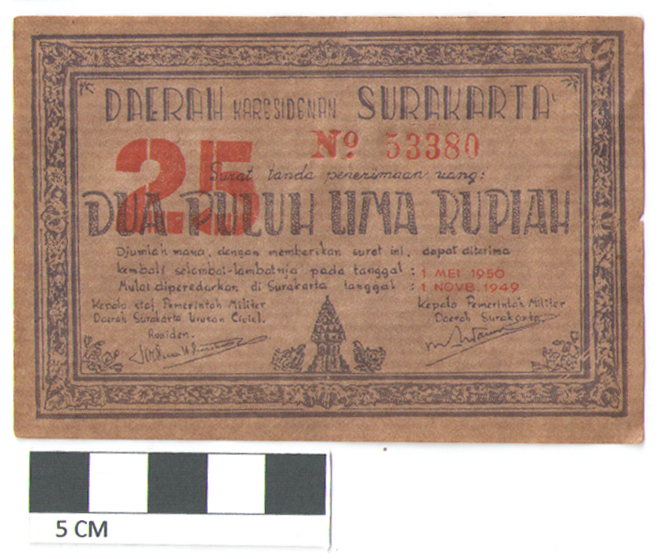 DAERAH KARESIDENAN SURAKARTA
25
No 53380
Surat tanda penerimaan uang:
DUA PULUH LIMA RUPIAH
Djumlah mana, dengan memberikan surat ini, dapat diterima
kembali selambat-lambatnja pada tanggal : 1 MEI 1950
Mulai diperedarkan di Surakarta tanggal : 1 NOVB. 1949
Kepala staf Pemerintah Militer
Daerah Surakarta Urusan Civiel.
Residen.
Kepala Pemerintah Militer
Daerah Surakarta.
5 CM